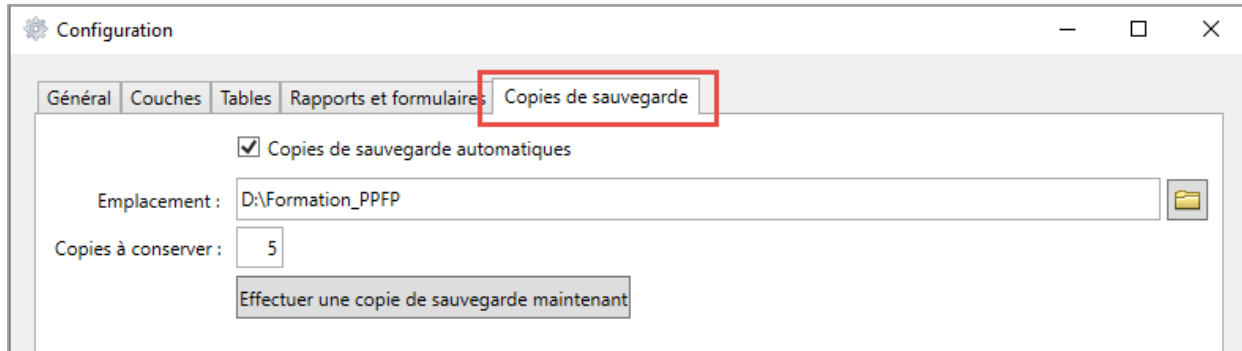 Configuration
Général Couches Tables Rapports et formulaires Copies de sauvegarde
Copies de sauvegarde automatiques
Emplacement : D:\Formation_PPFP
Copies à conserver : 5
Effectuer une copie de sauvegarde maintenant